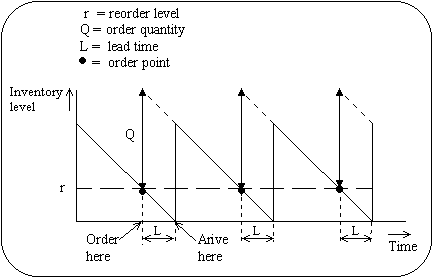 r = reorder level
Q = order quantity
L = lead time
● = order point
Inventory
level
Q
r
L
L
L
Order
here
Arive
here
Time